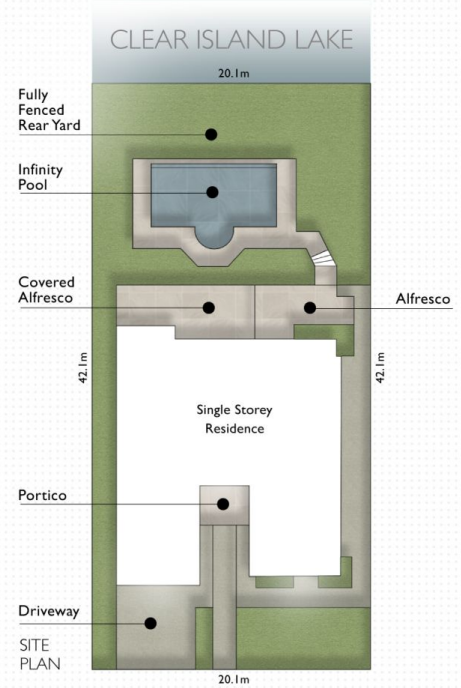 CLEAR ISLAND LAKE
20.1m
Fully
Fenced
Rear Yard
Infinity
Pool
Covered
Alfresco
Alfresco
42.1m
42.1m
Single Storey
Residence
Portico
Driveway
SITE
PLAN
20.1m